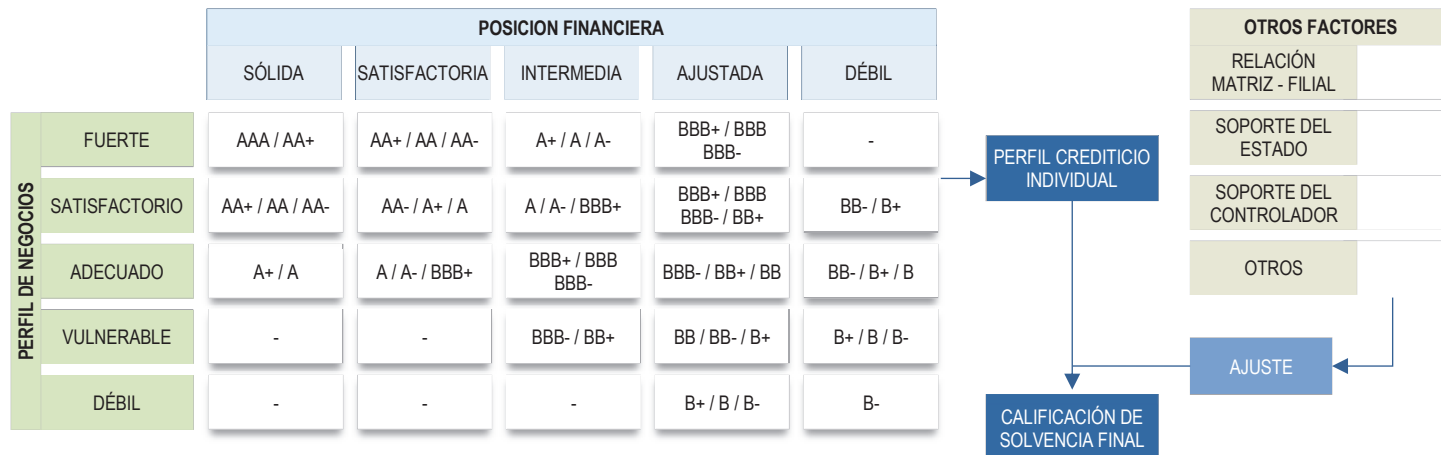 POSICION FINANCIERA
SÓLIDA
SATISFACTORIA
INTERMEDIA
AJUSTADA
DÉBIL
PERFIL DE NEGOCIOS
FUERTE
AAA / AA+
AA+ / AA / AA-
A+ / A / A-
BBB+ / BBB
BBB-
-
SATISFACTORIO
AA+ / AA / AA-
AA- / A+ / A
A / A- / BBB+
BBB+ / BBB
BBB- / BB+
BB- / B+
ADECUADO
A+ / A
A / A- / BBB+
BBB+ / BBB
BBB-
BBB- / BB+ / BB
BB- / B+ / B
VULNERABLE
-
-
BBB- / BB+
BB / BB- / B+
B+ / B / B-
DÉBIL
-
-
-
B+ / B / B-
B-
PERFIL CREDITICIO
INDIVIDUAL
CALIFICACIÓN DE
SOLVENCIA FINAL
OTROS FACTORES
RELACIÓN
MATRIZ - FILIAL
SOPORTE DEL
ESTADO
SOPORTE DEL
CONTROLADOR
OTROS
AJUSTE